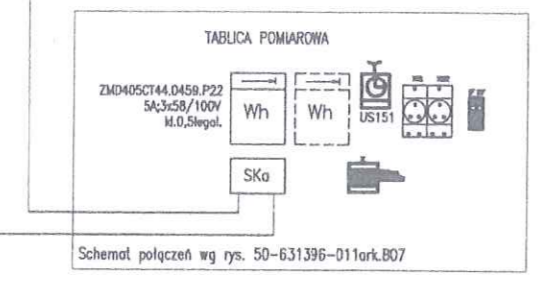 TABLICA POMIAROWA
ZMD405CT44.0459.P22
5A;3x58/100V
kl.0,5legal.
Wh
Wh
US151
SKa
Schemat połączeń wg rys. 50-631396-011ark.B07